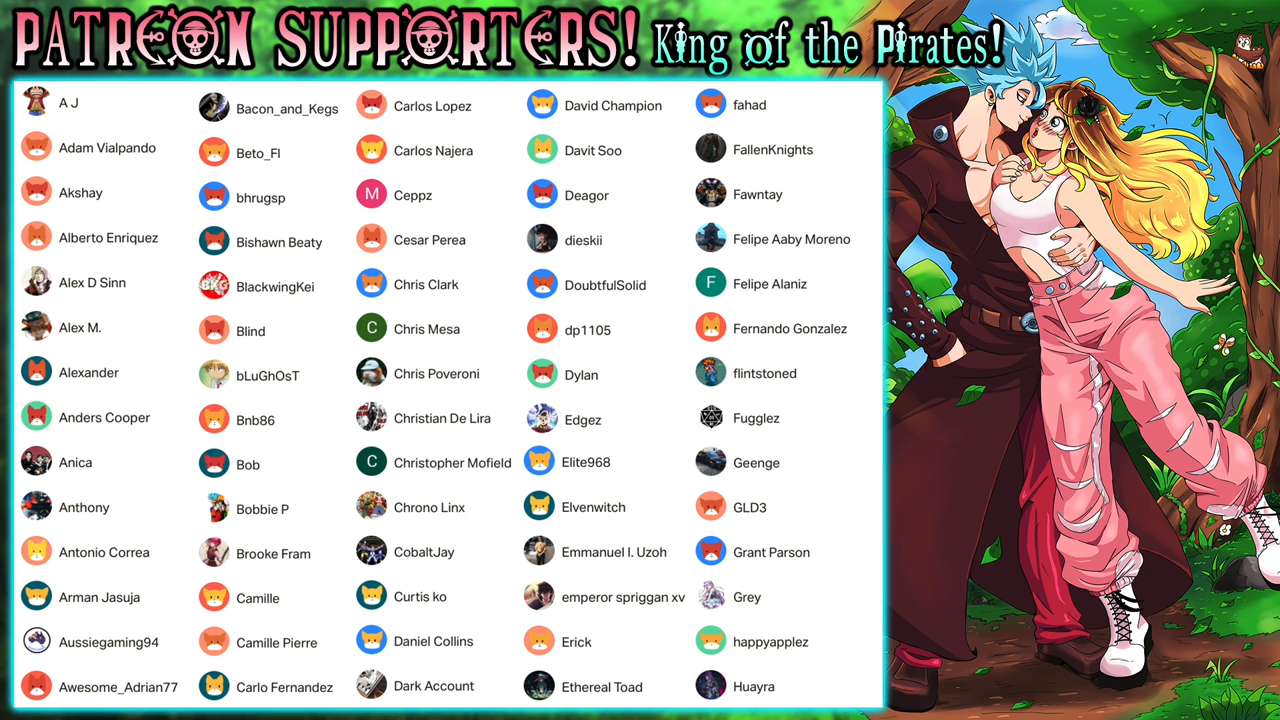 PATREON SUPPORTERS! King of the Pirates!
A J
Adam Vialpando
Akshay
Alberto Enriquez
Alex D Sinn
Alex M.
Alexander
Anders Cooper
Anica
Anthony
Antonio Correa
Arman Jasuja
Aussiegaming94
Awesome_Adrian77
Bacon_and_Kegs
Beto_Fl
bhrugsp
Bishawn Beaty
BKG BlackwingKei
Blind
bLuGhOsT
Bnb86
Bob
Bobbie P
Brooke Fram
Camille
Camille Pierre
Carlo Fernandez
Carlos Lopez
Carlos Najera
M Ceppz
Cesar Perea
Chris Clark
C Chris Mesa
Chris Poveroni
Christian De Lira
C Christopher Mofield
Chrono Linx
CobaltJay
Curtis ko
Daniel Collins
Dark Account
David Champion
Davit Soo
Deagor
dieskii
DoubtfulSolid
dp1105
Dylan
Edgez
Elite968
Elvenwitch
Emmanuel I. Uzoh
emperor spriggan xv
Erick
Ethereal Toad
fahad
FallenKnights
Fawntay
Felipe Aaby Moreno
F Felipe Alaniz
Fernando Gonzalez
flintstoned
Fugglez
Geenge
GLD3
Grant Parson
Grey
happyapplez
Huayra